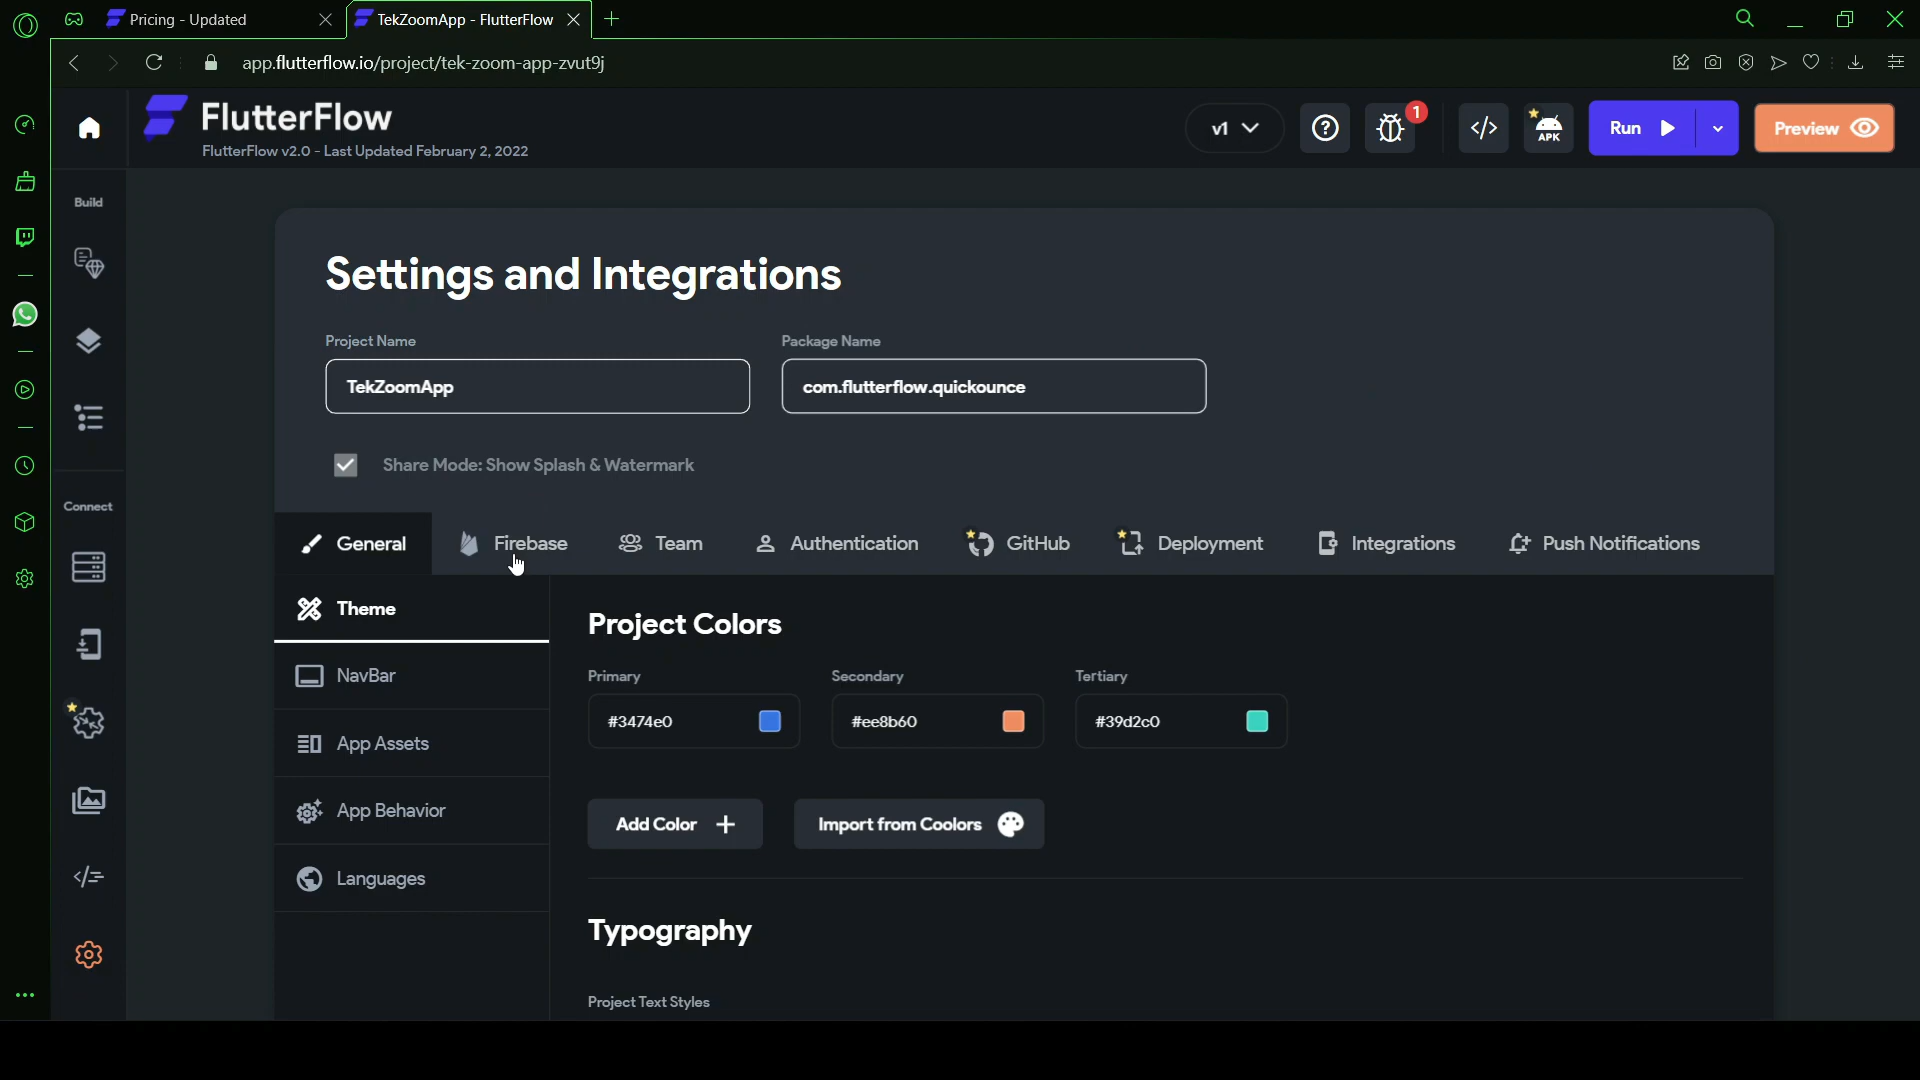 Pricing - Updated
TekZoomApp - FlutterFlow
app.flutterflow.io/project/tek-zoom-app-zvut9j
FlutterFlow
FlutterFlow v2.0 - Last Updated February 2, 2022
v1
1
APK
Run
Preview
Build
Connect
Settings and Integrations
Project Name
Package Name
TekZoomApp
com.flutterflow.quickounce
Share Mode: Show Splash & Watermark
General
Firebase
Team
Authentication
GitHub
Deployment
Integrations
Push Notifications
Theme
NavBar
App Assets
App Behavior
Languages
Project Colors
Primary
Secondary
Tertiary
#3474e0
#ee8b60
#39d2c0
Add Color
Import from Coolors
Typography
Project Text Styles